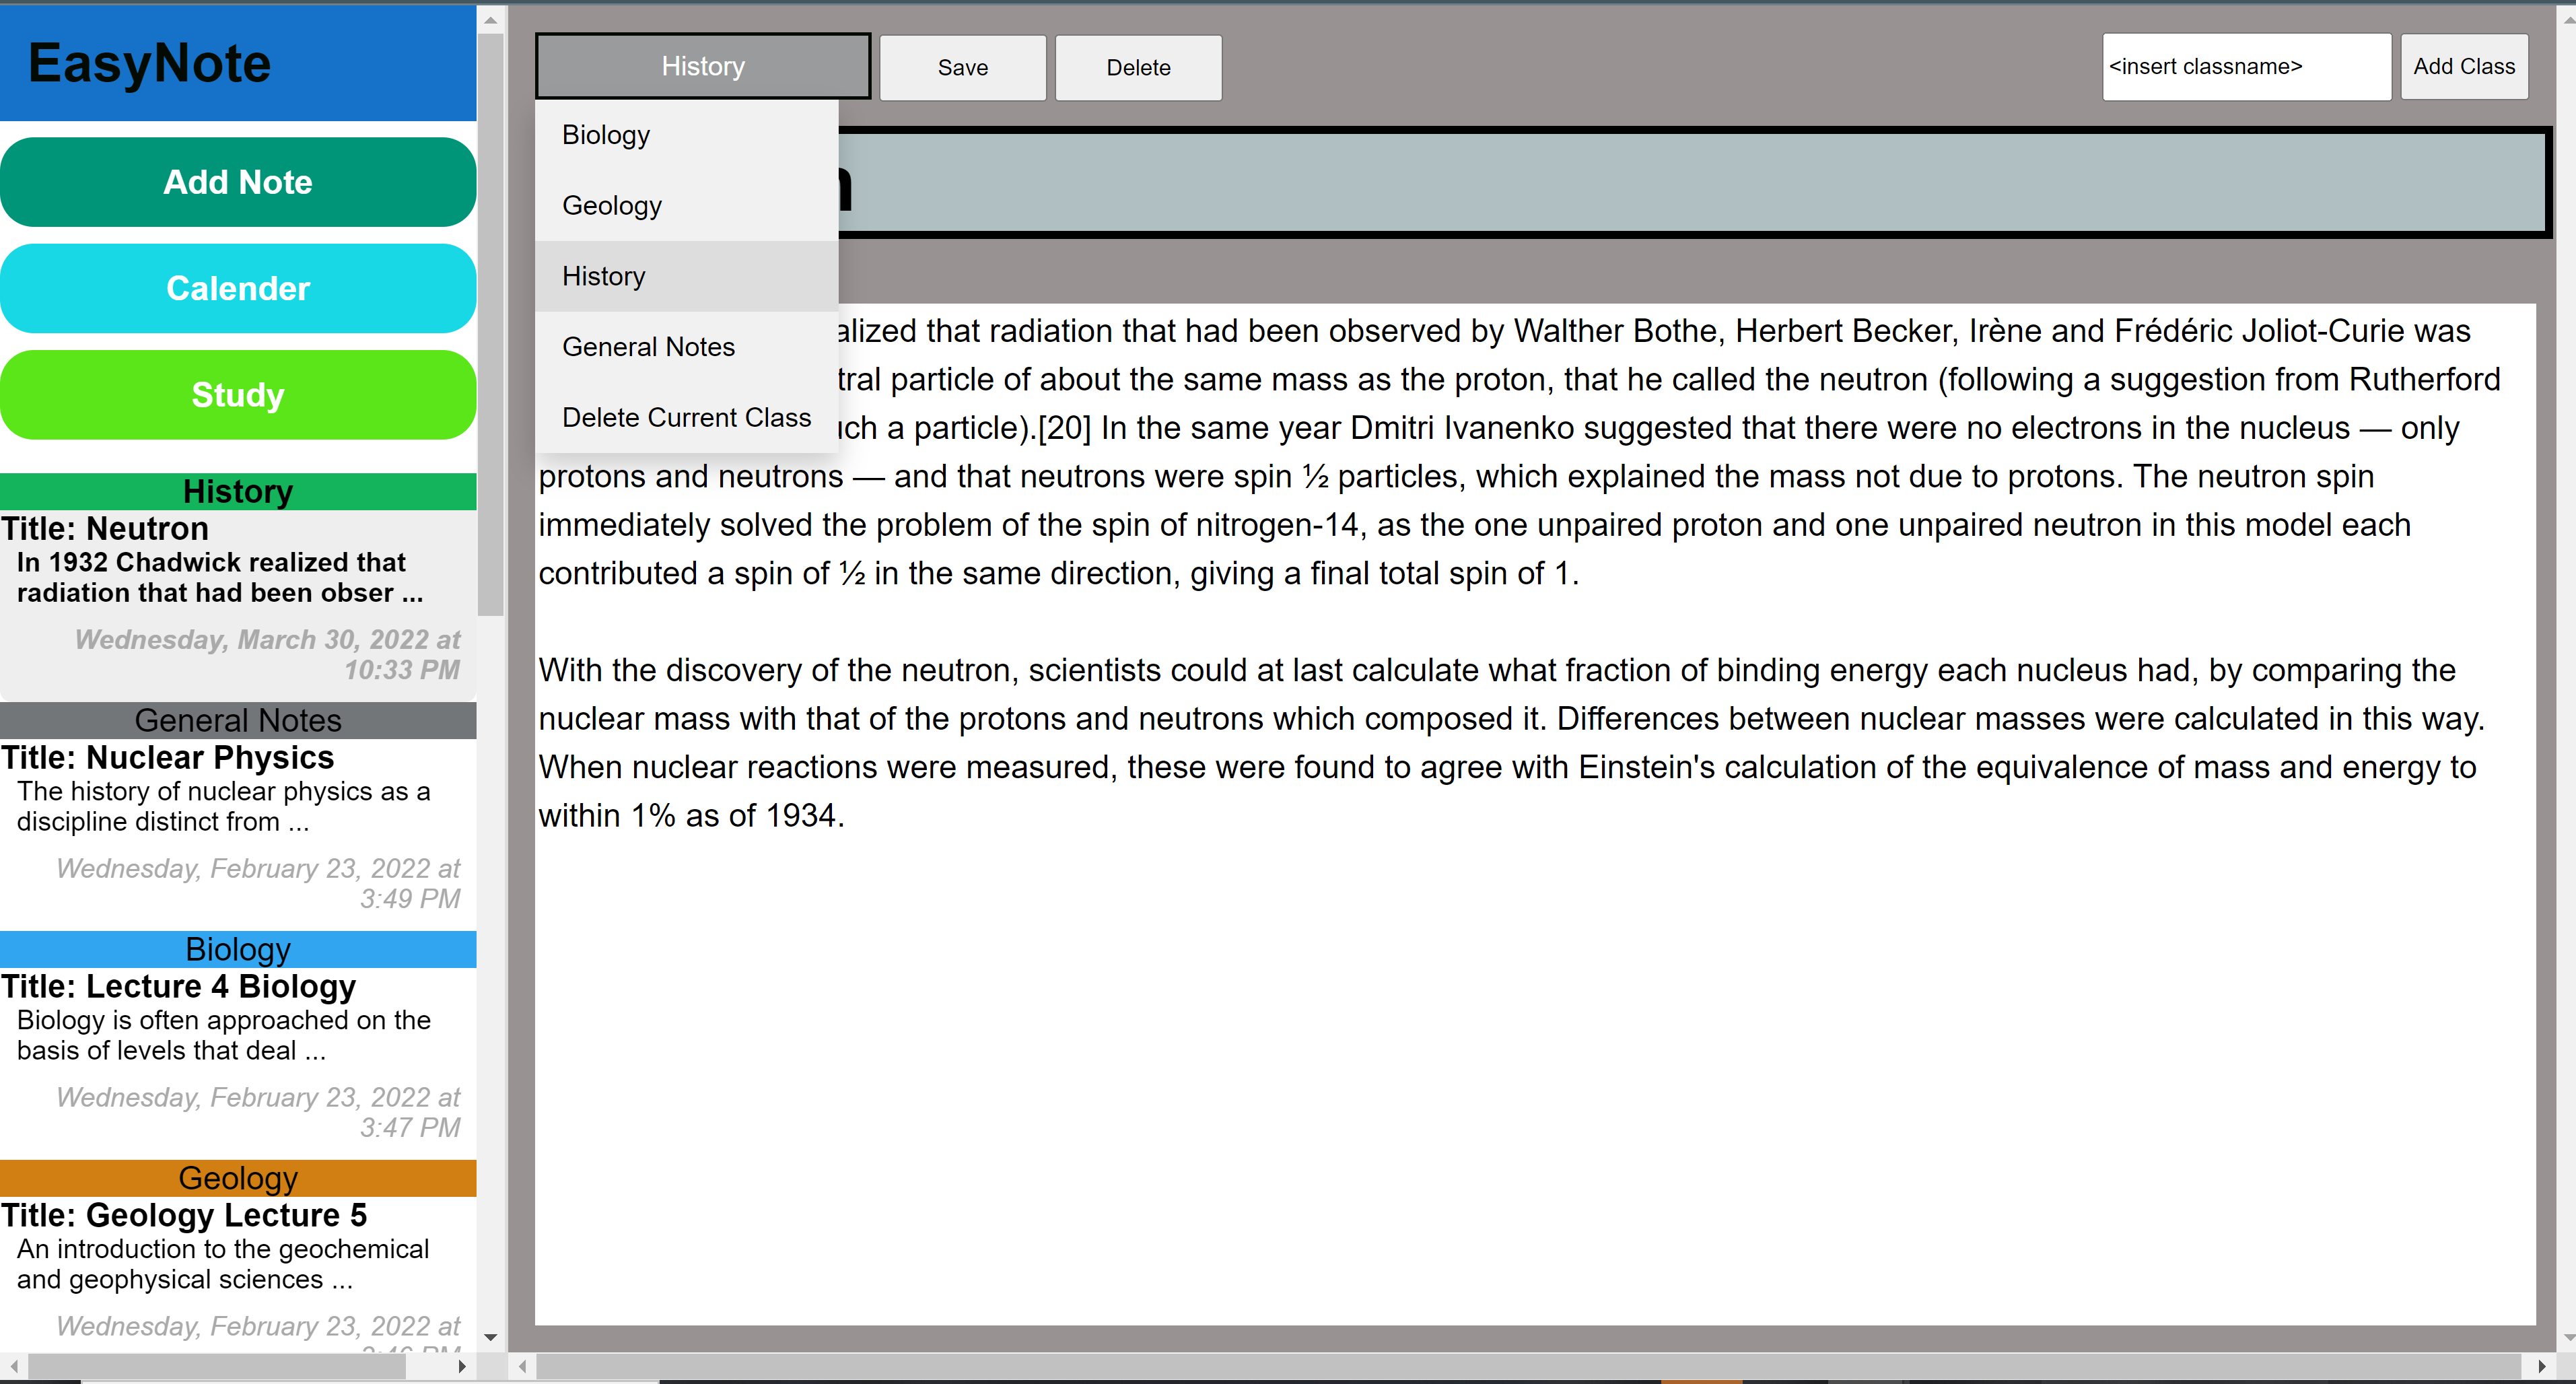 EasyNote
Add Note
Calender
Study
History
Title: Neutron
In 1932 Chadwick realized that
radiation that had been obser ...
Wednesday, March 30, 2022 at
10:33 PM
General Notes
Title: Nuclear Physics
The history of nuclear physics as a
discipline distinct from ...
Wednesday, February 23, 2022 at
3:49 PM
Biology
Title: Lecture 4 Biology
Biology is often approached on the
basis of levels that deal ...
Wednesday, February 23, 2022 at
3:47 PM
Geology
Title: Geology Lecture 5
An introduction to the geochemical
and geophysical sciences ...
Wednesday, February 23, 2022 at
History
Save
Delete
<insert classname>
Add Class
Biology
Geology
History
General Notes
Delete Current Class
that radiation that had been observed by Walther Bothe, Herbert Becker, Irène and Frédéric Joliot-Curie was
particle of about the same mass as the proton, that he called the neutron (following a suggestion from Rutherford
a particle).[20] In the same year Dmitri Ivanenko suggested that there were no electrons in the nucleus — only
protons and neutrons — and that neutrons were spin ½ particles, which explained the mass not due to protons. The neutron spin
immediately solved the problem of the spin of nitrogen-14, as the one unpaired proton and one unpaired neutron in this model each
contributed a spin of ½ in the same direction, giving a final total spin of 1.
With the discovery of the neutron, scientists could at last calculate what fraction of binding energy each nucleus had, by comparing the
nuclear mass with that of the protons and neutrons which composed it. Differences between nuclear masses were calculated in this way.
When nuclear reactions were measured, these were found to agree with Einstein's calculation of the equivalence of mass and energy to
within 1% as of 1934.